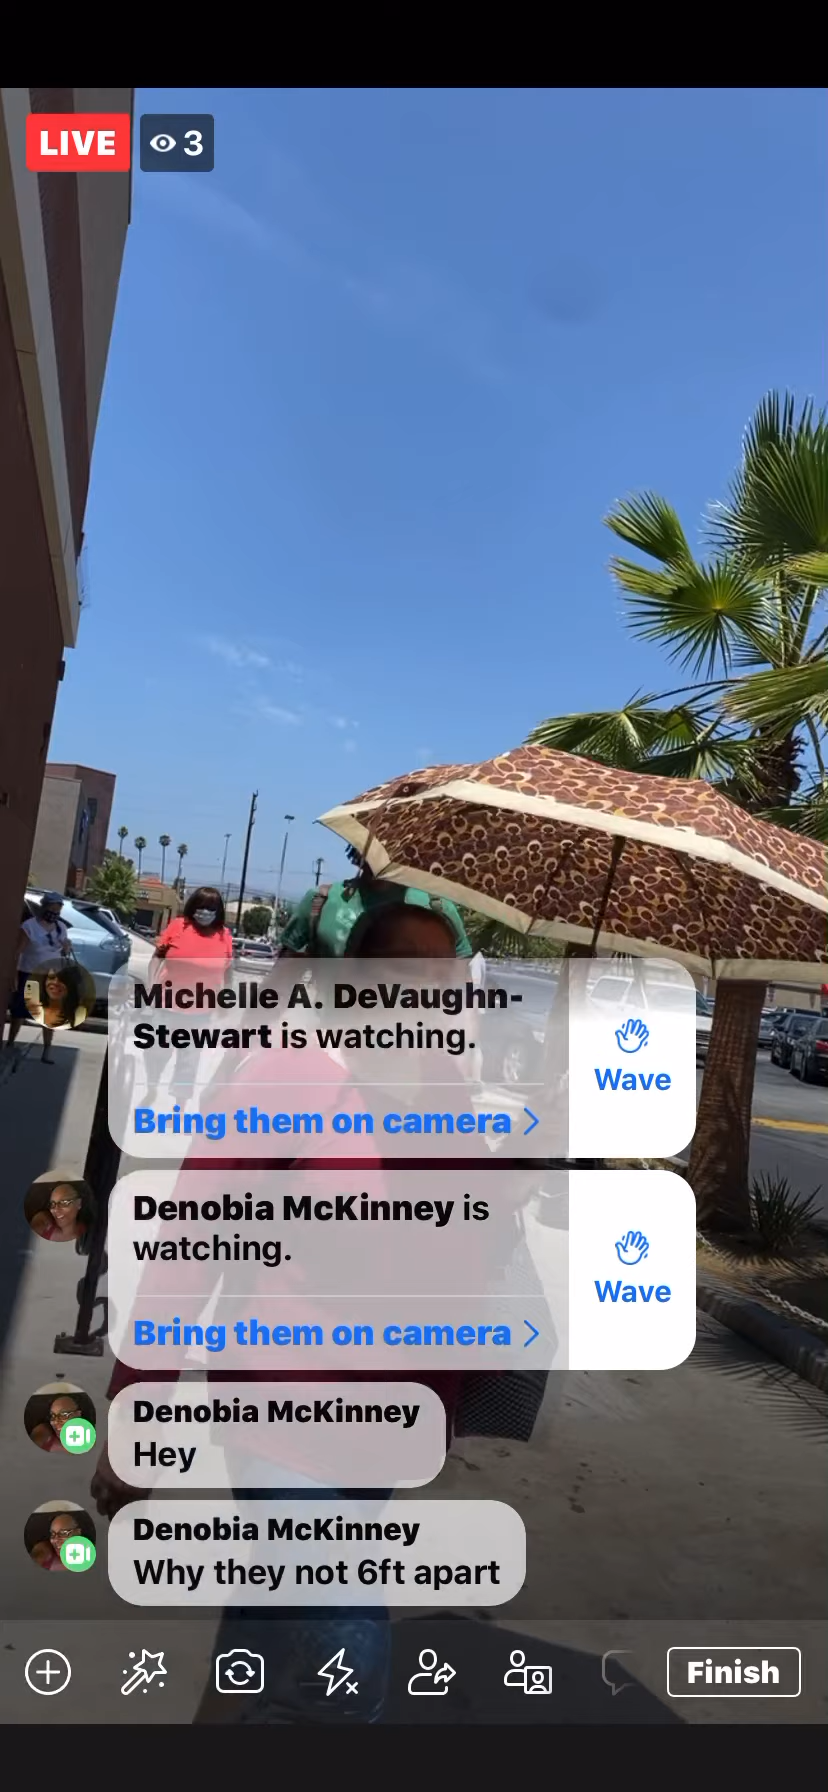 LIVE 3
Michelle A. DeVaughn-
Stewart is watching.
Wave
Bring them on camera
Denobia McKinney is
watching.
Wave
Bring them on camera
Denobia McKinney
Hey
Denobia McKinney
Why they not 6ft apart
Finish